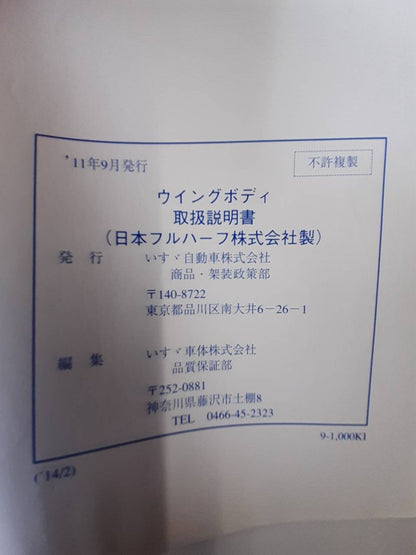 '11年9月発行
不許複製
ウイングボディ
取扱説明書
(日本フルハーフ株式会社製)
発 行 いすゞ自動車株式会社
商品・架装政策部
〒140-8722
東京都品川区南大井6-26-1
編 集 いすゞ車体株式会社
品質保証部
〒252-0881
神奈川県藤沢市土棚8
TEL 0466-45-2323
9-1,000KI
('14/2)